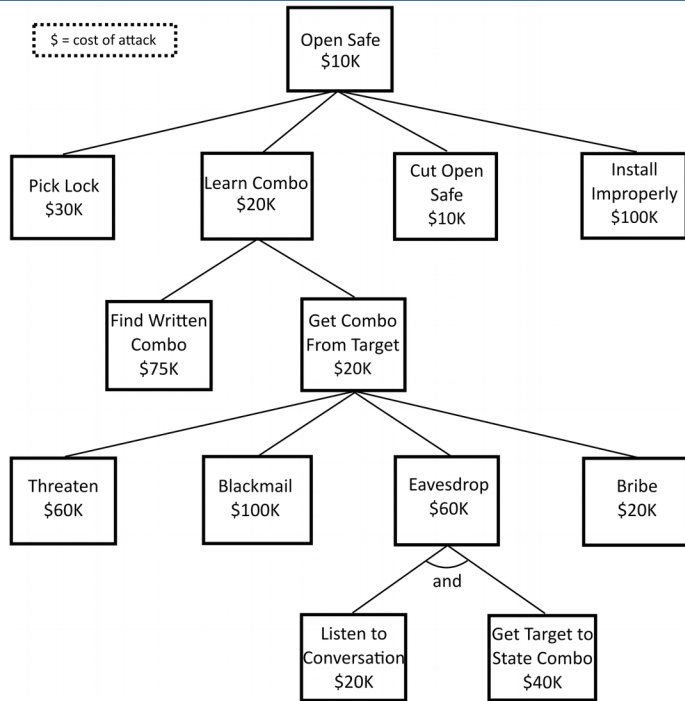 $ = cost of attack
Open Safe
$10K
Pick Lock
$30K
Learn Combo
$20K
Cut Open
Safe
$10K
Install
Improperly
$100K
Find Written
Combo
$75K
Get Combo
From Target
$20K
Threaten
$60K
Blackmail
$100K
Eavesdrop
$60K
Bribe
$20K
and
Listen to
Conversation
$20K
Get Target to
State Combo
$40K